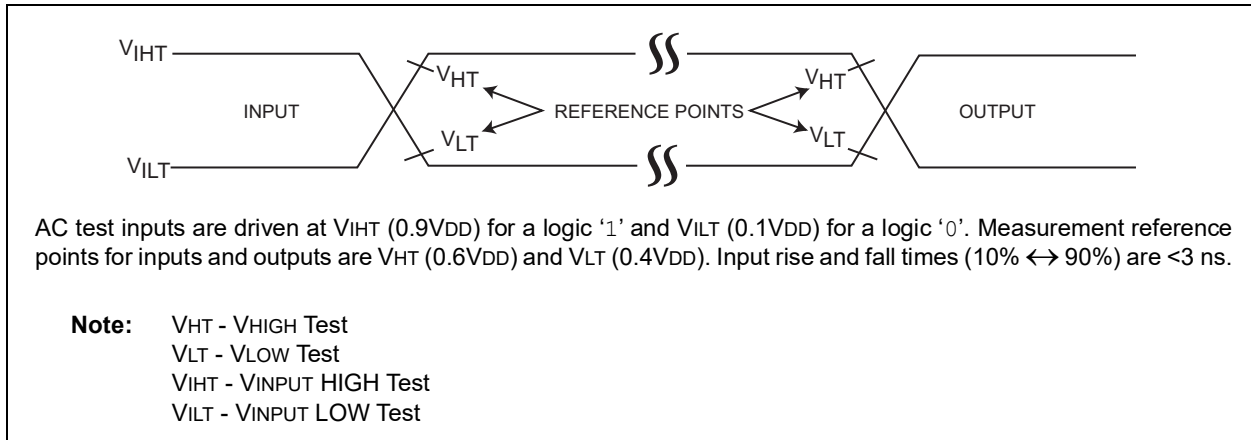 VIHT
VHT
VHT
INPUT
REFERENCE POINTS
OUTPUT
VLT
VLT
VILT
AC test inputs are driven at VIHT (0.9VDD) for a logic ‘1’ and VILT (0.1VDD) for a logic ‘0’. Measurement reference
points for inputs and outputs are VHT (0.6VDD) and VLT (0.4VDD). Input rise and fall times (10% ↔ 90%) are <3 ns.
Note: VHT - VHIGH Test
VLT - VLOW Test
VIHT - VINPUT HIGH Test
VILT - VINPUT LOW Test